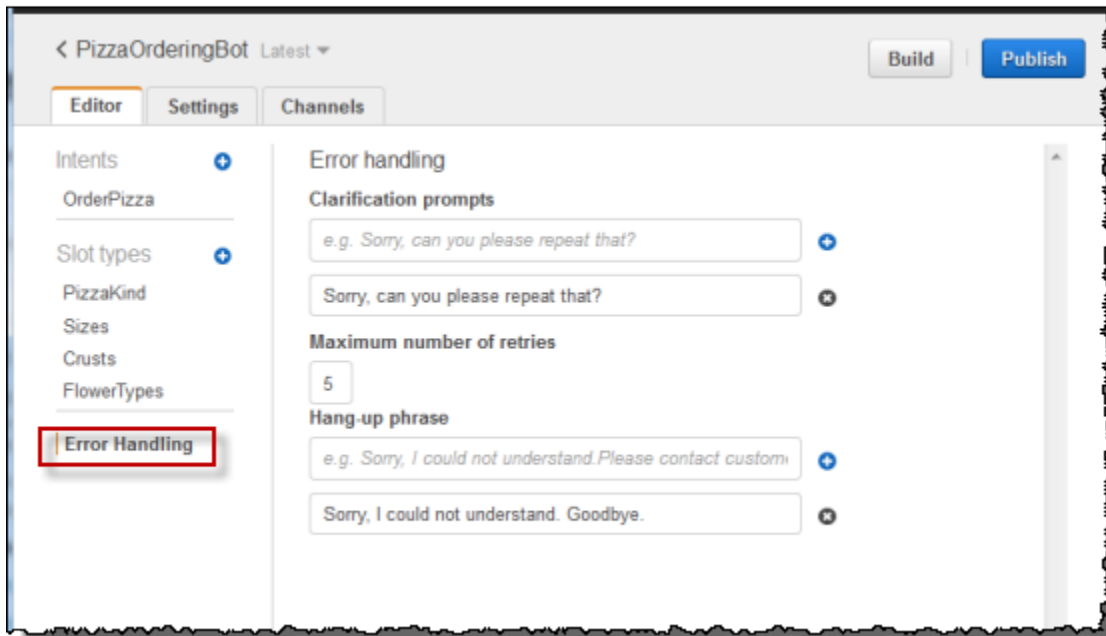 < PizzaOrderingBot Latest
Build
Publish
Editor
Settings
Channels
Intents
OrderPizza
Slot types
PizzaKind
Sizes
Crusts
FlowerTypes
Error Handling
Error handling
Clarification prompts
e.g. Sorry, can you please repeat that?
Sorry, can you please repeat that?
Maximum number of retries
5
Hang-up phrase
e.g. Sorry, I could not understand.Please contact custom
Sorry, I could not understand. Goodbye.